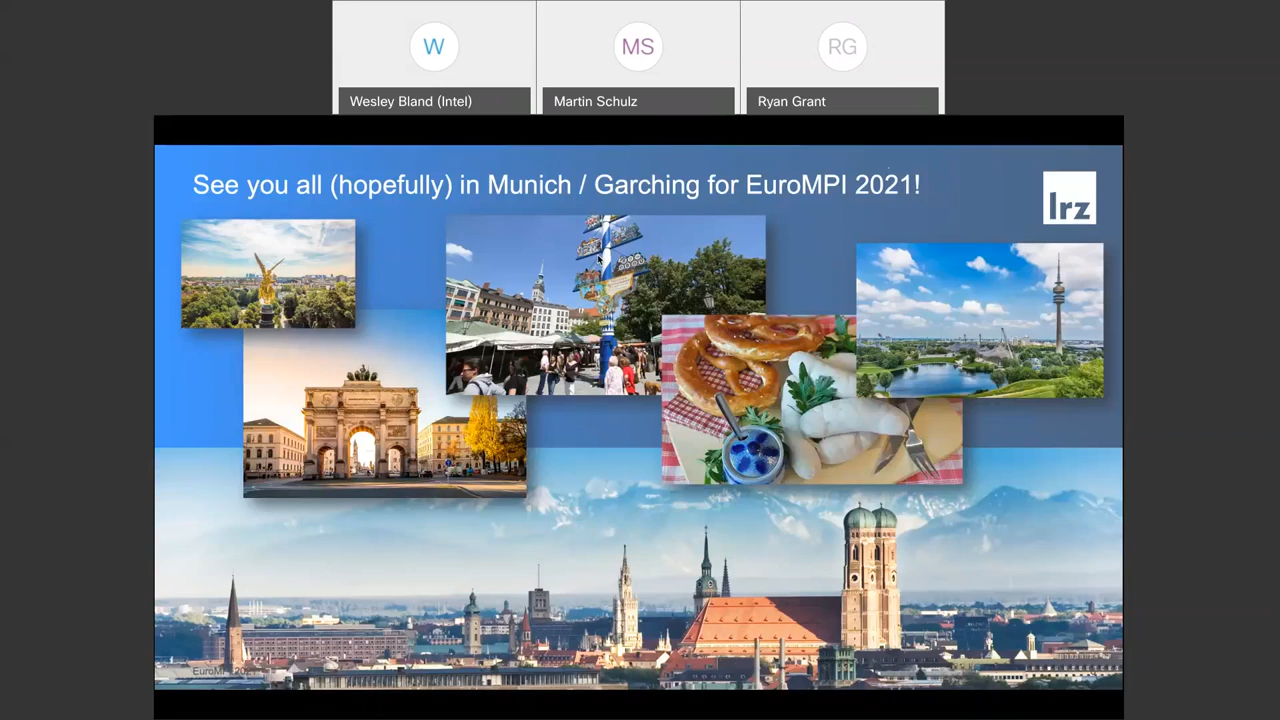 W
MS
RG
Wesley Bland (Intel)
Martin Schulz
Ryan Grant
See you all (hopefully) in Munich / Garching for EuroMPI 2021!
lrz